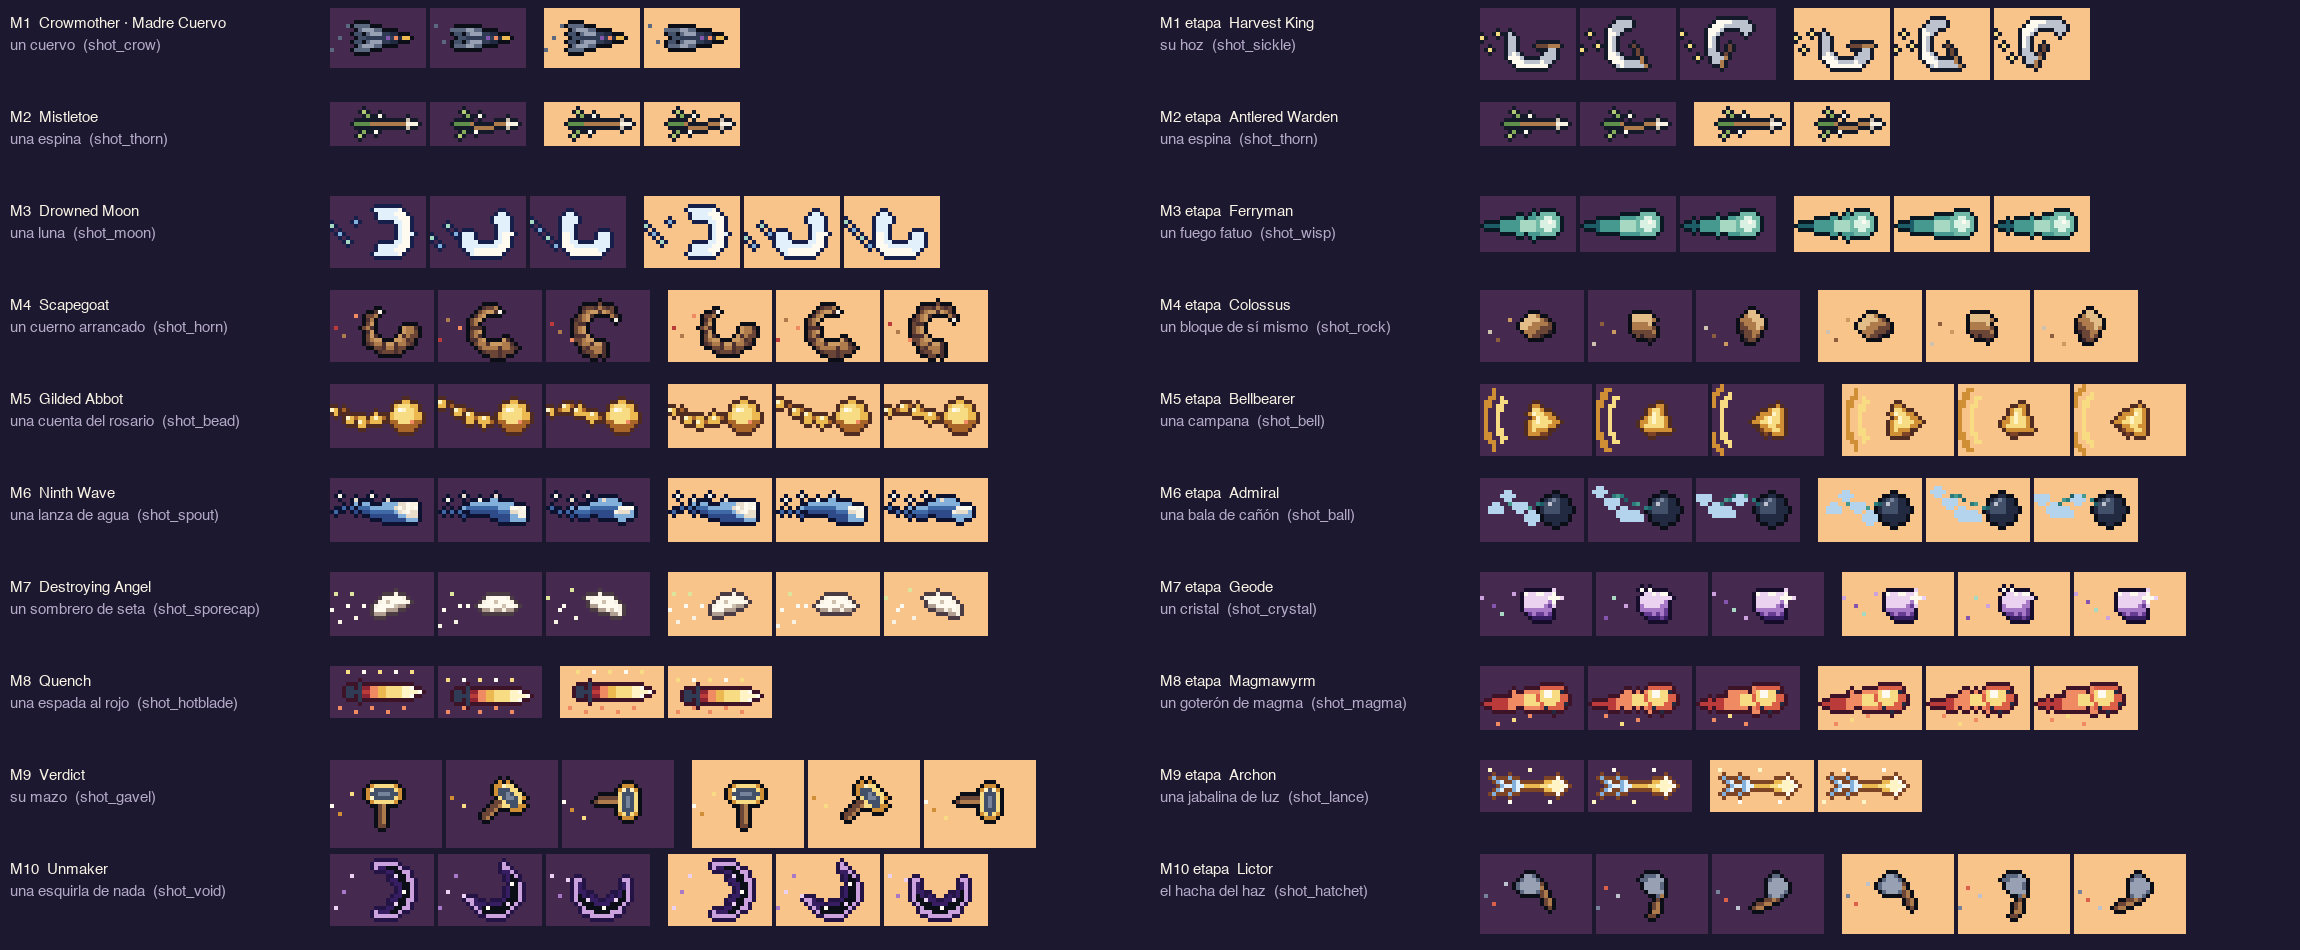 M1  Crowmother · Madre Cuervo
un cuervo  (shot_crow)
M1 etapa  Harvest King
su hoz  (shot_sickle)
M2  Mistletoe
una espina  (shot_thorn)
M2 etapa  Antlered Warden
una espina  (shot_thorn)
M3  Drowned Moon
una luna  (shot_moon)
M3 etapa  Ferryman
un fuego fatuo  (shot_wisp)
M4  Scapegoat
un cuerno arrancado  (shot_horn)
M4 etapa  Colossus
un bloque de sí mismo  (shot_rock)
M5  Gilded Abbot
una cuenta del rosario  (shot_bead)
M5 etapa  Bellbearer
una campana  (shot_bell)
M6  Ninth Wave
una lanza de agua  (shot_spout)
M6 etapa  Admiral
una bala de cañón  (shot_ball)
M7  Destroying Angel
un sombrero de seta  (shot_sporecap)
M7 etapa  Geode
un cristal  (shot_crystal)
M8  Quench
una espada al rojo  (shot_hotblade)
M8 etapa  Magmawyrm
un goterón de magma  (shot_magma)
M9  Verdict
su mazo  (shot_gavel)
M9 etapa  Archon
una jabalina de luz  (shot_lance)
M10  Unmaker
una esquirla de nada  (shot_void)
M10 etapa  Lictor
el hacha del haz  (shot_hatchet)